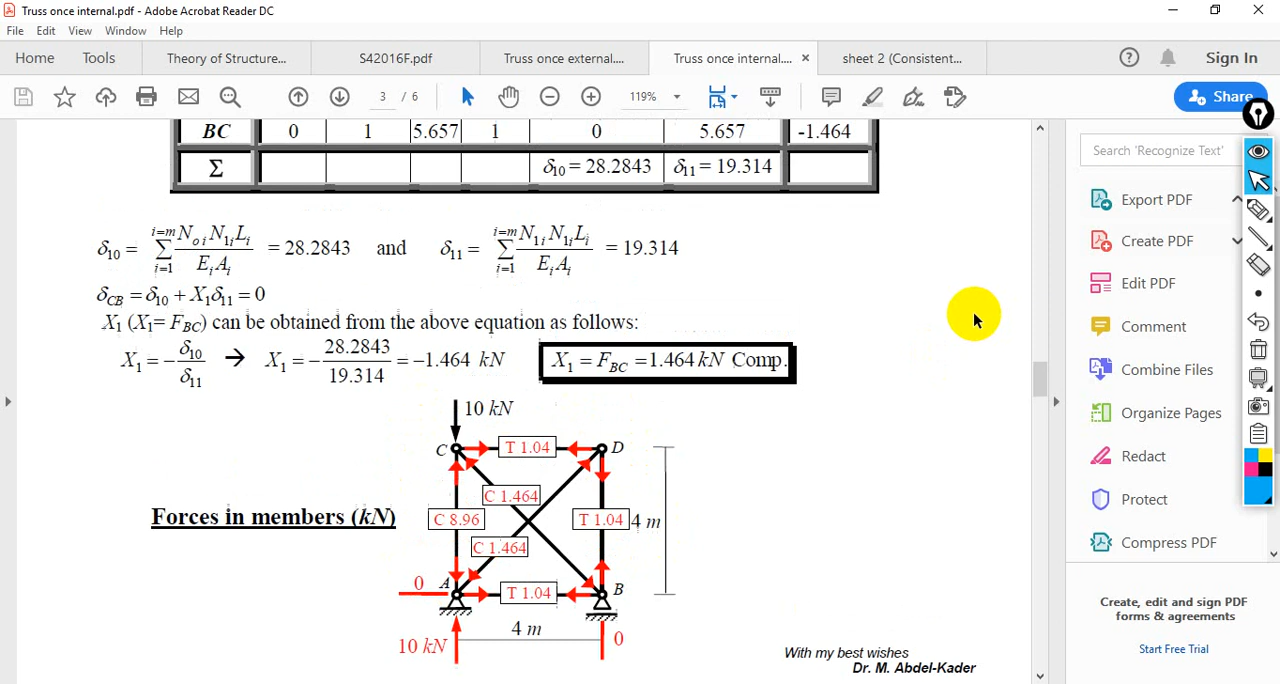 Truss once internal.pdf - Adobe Acrobat Reader DC
File Edit View Window Help
Home Tools Theory of Structure... S42016F.pdf Truss once external.... Truss once internal.... × sheet 2 (Consistent... Sign In
3 / 6 119% Share
BC 0 1 5.657 1 0 5.657 -1.464
Σ δ10 = 28.2843 δ11 = 19.314
δ10 = Σ(i=1 to i=m) N0i N1i Li / Ei Ai = 28.2843 and δ11 = Σ(i=1 to i=m) N1i N1i Li / Ei Ai = 19.314
δCB = δ10 + X1δ11 = 0
X1 (X1= FBC) can be obtained from the above equation as follows:
X1 = − δ10 / δ11 → X1 = − 28.2843 / 19.314 = −1.464 kN X1 = FBC = 1.464 kN Comp.
10 kN
C T 1.04 D
C 1.464
Forces in members (kN) C 8.96 T 1.04 4 m
C 1.464
0 A T 1.04 B
4 m
10 kN 0
With my best wishes
Dr. M. Abdel-Kader
Search 'Recognize Text'
Export PDF
Create PDF
Edit PDF
Comment
Combine Files
Organize Pages
Redact
Protect
Compress PDF
Create, edit and sign PDF
forms & agreements
Start Free Trial